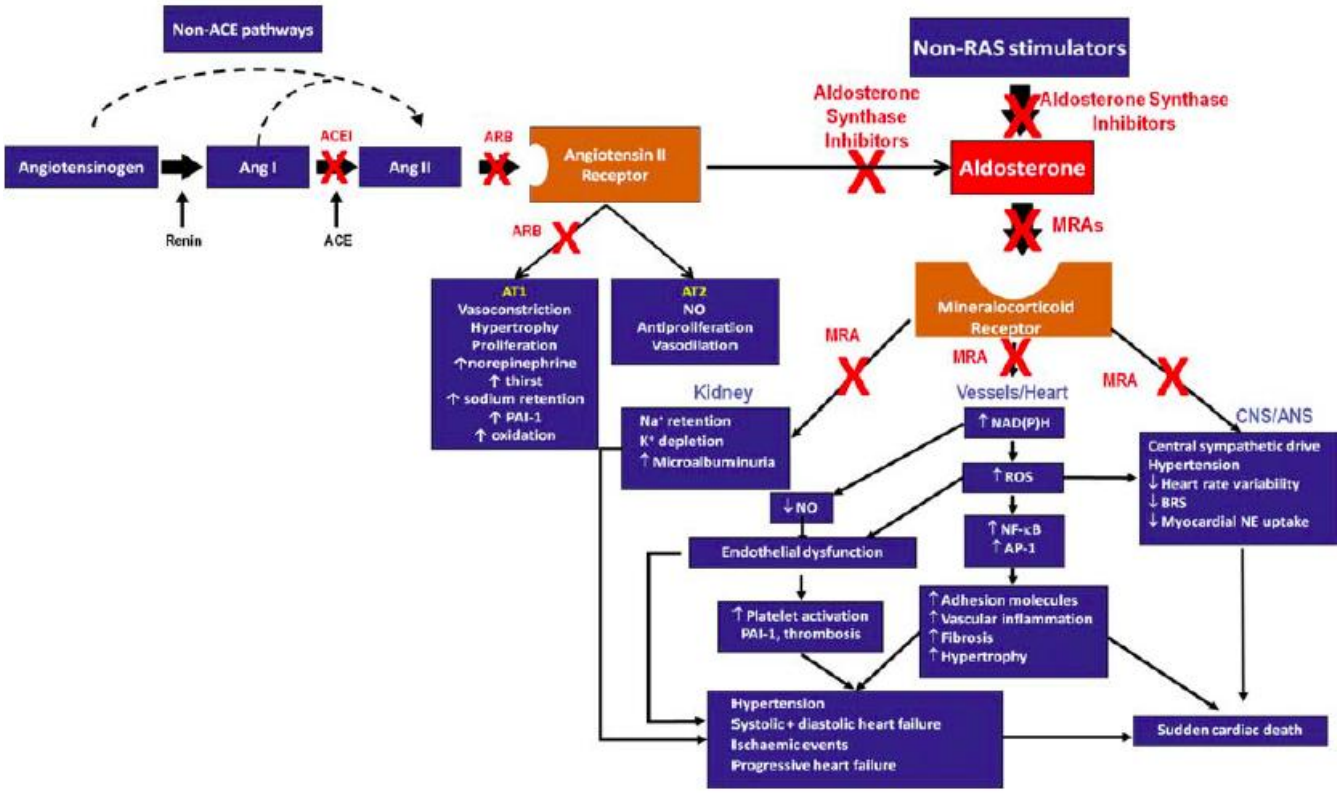 Non-ACE pathways
Non-RAS stimulators
Aldosterone
Synthase
Inhibitors
Aldosterone Synthase
Inhibitors
ACEI
ARB
Angiotensinogen
Ang I
Ang II
Angiotensin II
Receptor
Aldosterone
Renin
ACE
MRAs
ARB
AT1
Vasoconstriction
Hypertrophy
Proliferation
↑norepinephrine
↑ thirst
↑ sodium retention
↑ PAI-1
↑ oxidation
AT2
NO
Antiproliferation
Vasodilation
Mineralocorticoid
Receptor
MRA
MRA
MRA
Kidney
Vessels/Heart
CNS/ANS
Na⁺ retention
K⁺ depletion
↑ Microalbuminuria
↑ NAD(P)H
↑ROS
↓NO
↑ NF-κB
↑ AP-1
Central sympathetic drive
Hypertension
↓ Heart rate variability
↓ BRS
↓ Myocardial NE uptake
Endothelial dysfunction
↑ Platelet activation
PAI-1, thrombosis
↑ Adhesion molecules
↑ Vascular inflammation
↑ Fibrosis
↑ Hypertrophy
Hypertension
Systolic + diastolic heart failure
Ischaemic events
Progressive heart failure
Sudden cardiac death